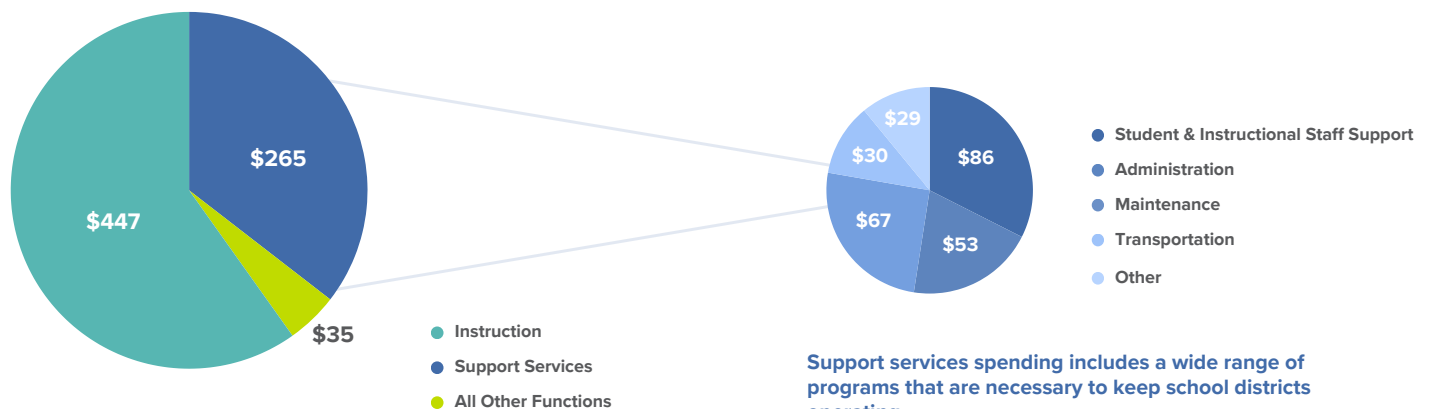 $265
$447
$35
Instruction
Support Services
All Other Functions
$29
$86
$30
$67
$53
Student & Instructional Staff Support
Administration
Maintenance
Transportation
Other
Support services spending includes a wide range of
programs that are necessary to keep school districts